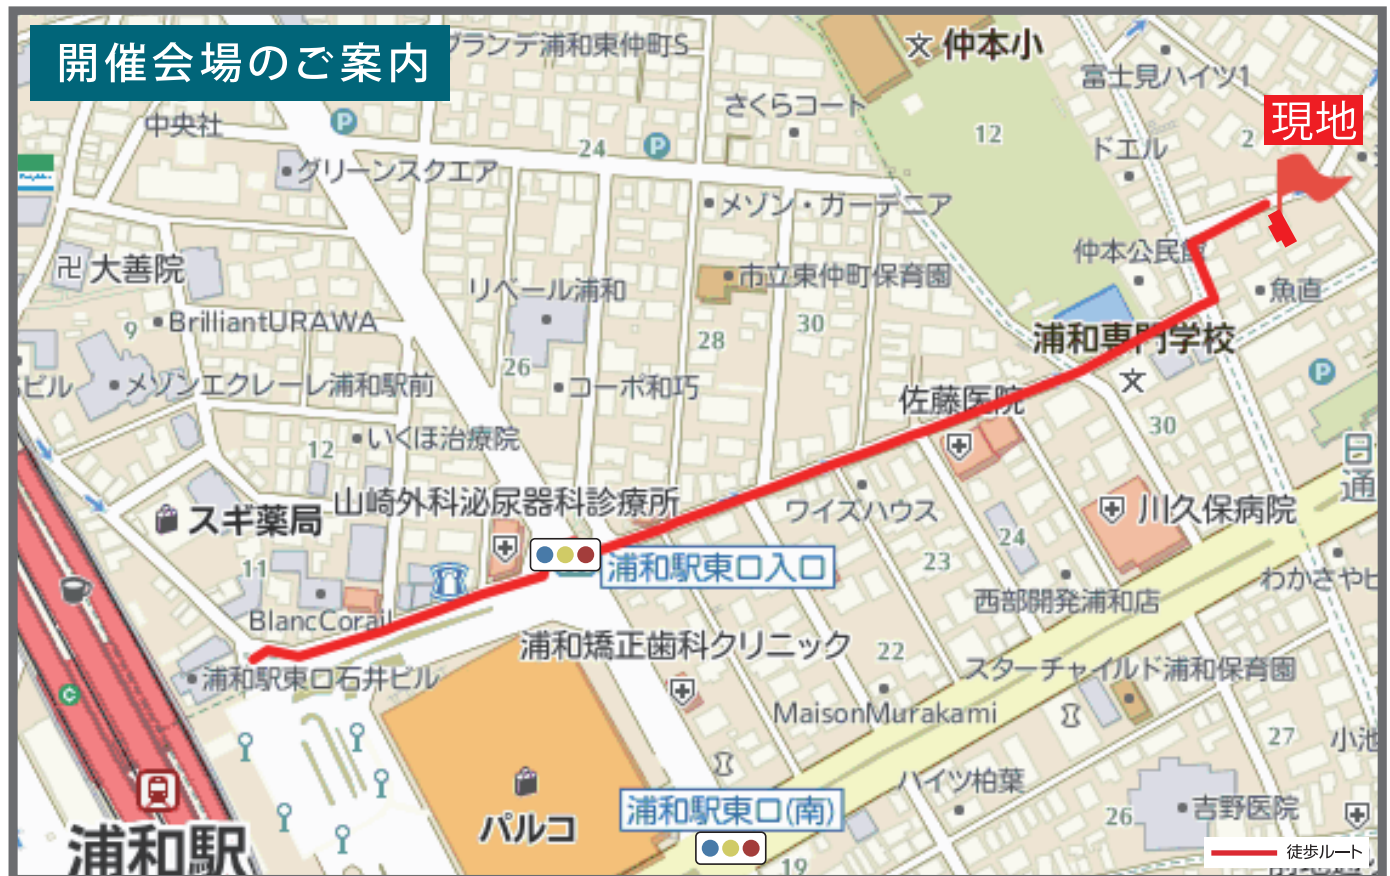 開催会場のご案内
グランデ浦和東仲町S
仲本小
富士見ハイツ1
さくらコート
中央社
P
P
24
12
2
現地
ドエル
グリーンスクエア
メゾン・ガーデニア
仲本公民館
大善院
市立東仲町保育園
リベール浦和
魚直
9
BrilliantURAWA
30
28
浦和専門学校
26
P
ビル
メゾンエクレーレ浦和駅前
コーポ和巧
佐藤医院
文
30
12
いくほ治療院
通
山崎外科泌尿器科診療所
ワイズハウス
川久保病院
スギ薬局
24
23
浦和駅東口入口
11
わかさやビ
西部開発浦和店
BlancCorail
浦和矯正歯科クリニック
22
スターチャイルド浦和保育園
浦和駅東口石井ビル
C
MaisonMurakami
27
小池
ハイツ柏葉
浦和駅東口(南)
26
吉野医院
パルコ
浦和駅
徒歩ルート
19